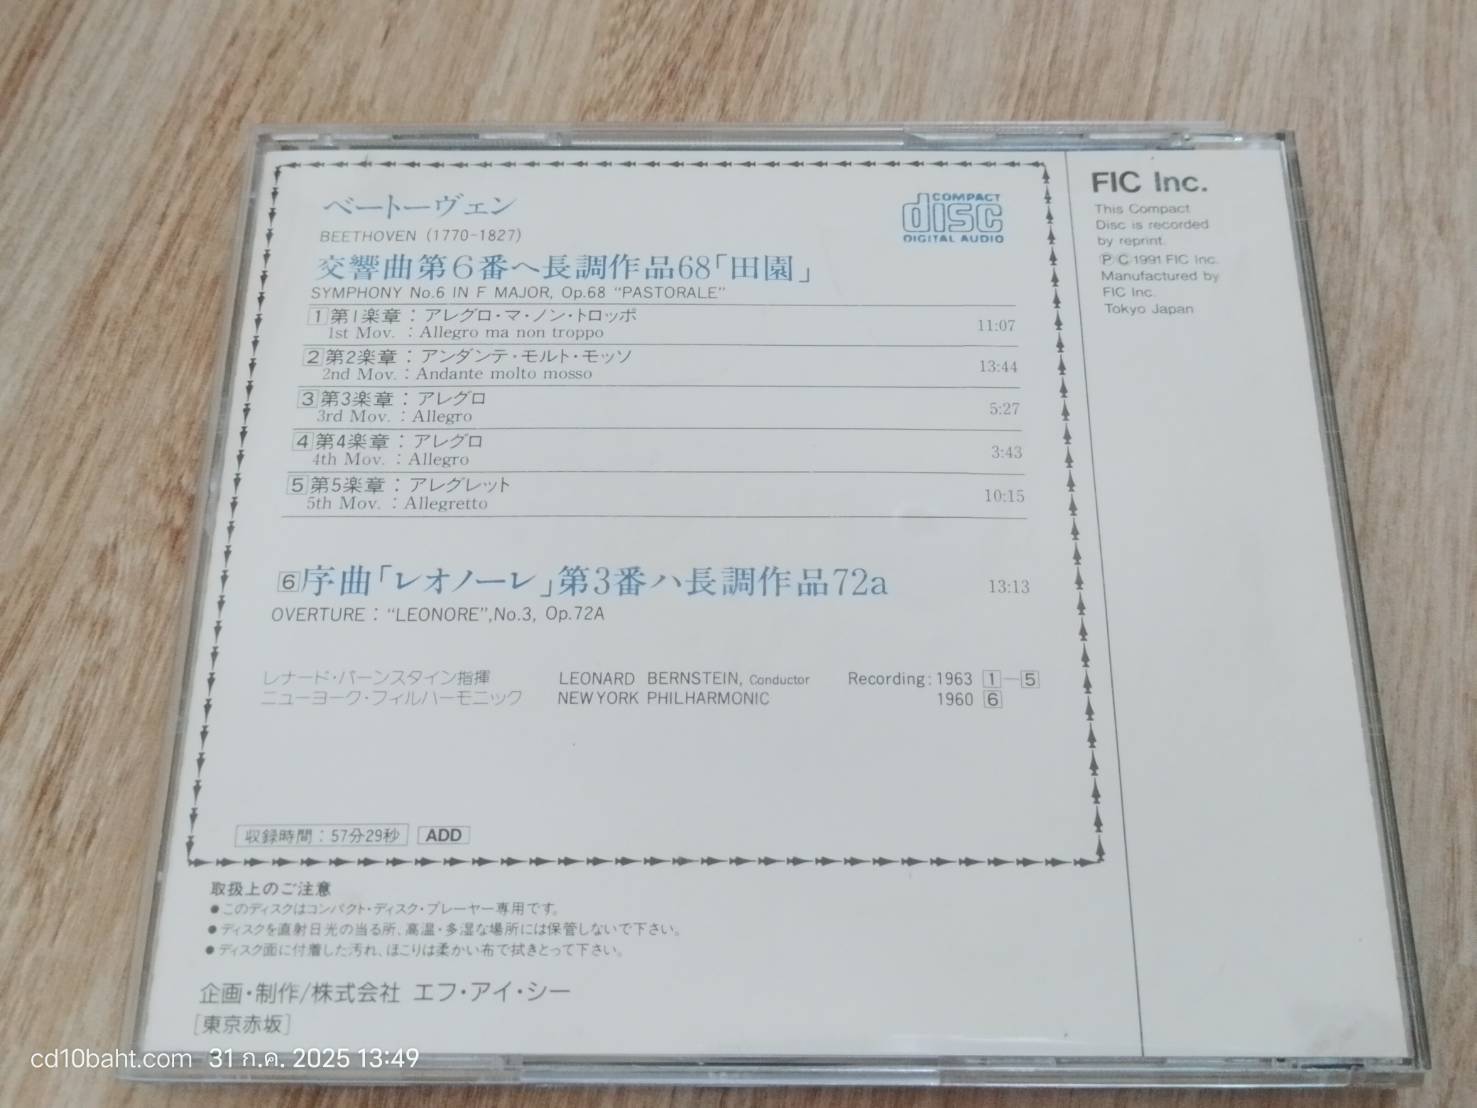 ベートーヴェン
BEETHOVEN (1770-1827)
COMPACT
disc
DIGITAL AUDIO
交響曲第6番ヘ長調作品68「田園」
SYMPHONY No.6 IN F MAJOR, Op.68 "PASTORALE"
1 第1楽章：アレグロ・マ・ノン・トロッポ
1st Mov. : Allegro ma non troppo 11:07
2 第2楽章：アンダンテ・モルト・モッソ
2nd Mov. : Andante molto mosso 13:44
3 第3楽章：アレグロ
3rd Mov. : Allegro 5:27
4 第4楽章：アレグロ
4th Mov. : Allegro 3:43
5 第5楽章：アレグレット
5th Mov. : Allegretto 10:15
6 序曲「レオノーレ」第3番ハ長調作品72a 13:13
OVERTURE : "LEONORE", No.3, Op.72A
レナード・バーンスタイン指揮 LEONARD BERNSTEIN, Conductor Recording: 1963 1—5
ニューヨーク・フィルハーモニック NEW YORK PHILHARMONIC 1960 6
収録時間：57分29秒 ADD
取扱上のご注意
●このディスクはコンパクト・ディスク・プレーヤー専用です。
●ディスクを直射日光の当る所、高温・多湿な場所には保管しないで下さい。
●ディスク面に付着した汚れ、ほこりは柔かい布で拭きとって下さい。
企画・制作/株式会社 エフ・アイ・シー
[東京赤坂]
FIC Inc.
This Compact
Disc is recorded
by reprint.
Ⓟ Ⓒ 1991 FIC Inc.
Manufactured by
FIC Inc.
Tokyo Japan
cd10baht.com 31 ก.ค. 2025 13:49